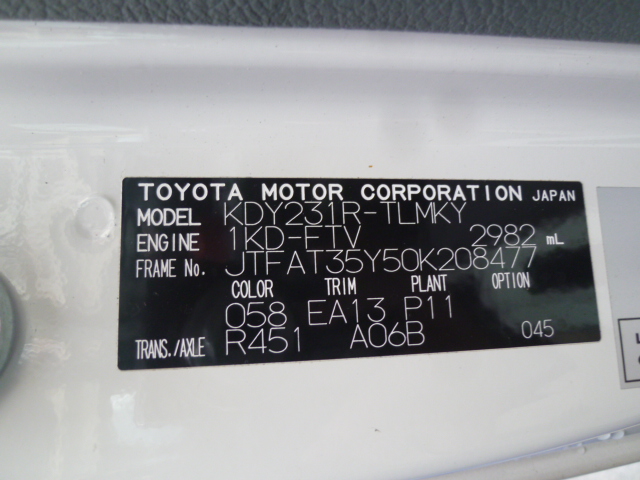 TOYOTA MOTOR CORPORATION JAPAN
MODEL KDY231R-TLMKY
ENGINE 1KD-FTV 2982 mL
FRAME No. JTFAT35Y50K208477
COLOR TRIM PLANT OPTION
058 EA13 P11
TRANS./AXLE R451 A06B 045